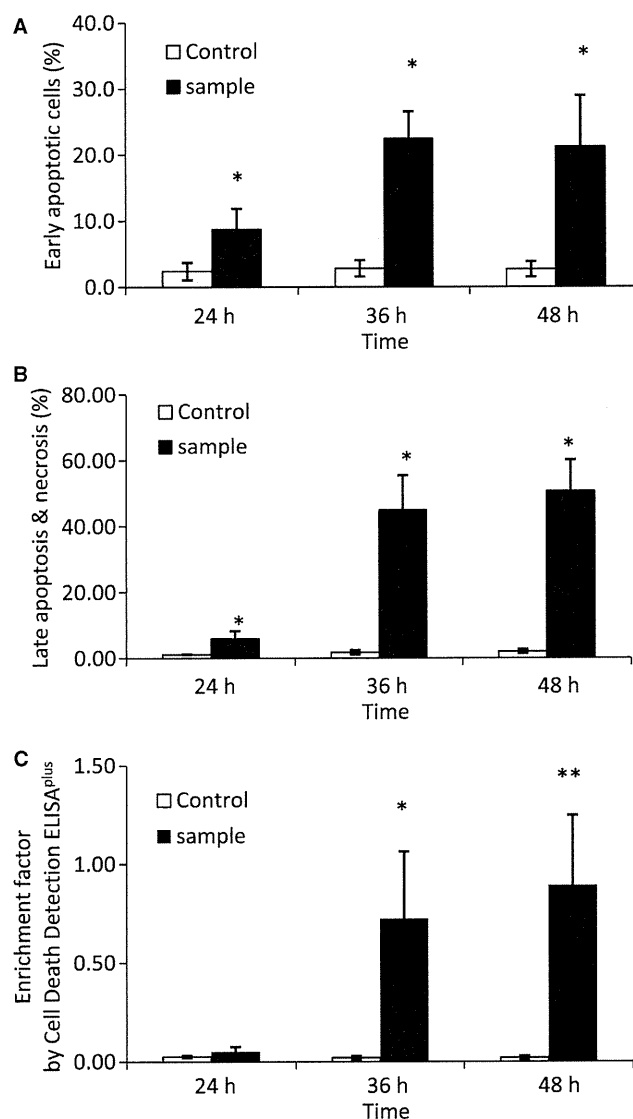 A
Early apoptotic cells (%)
40.0
30.0
20.0
10.0
0.0
Control
sample
*
*
*
24 h
36 h
48 h
Time
B
Late apoptosis & necrosis (%)
80.00
60.00
40.00
20.00
0.00
Control
sample
*
*
*
24 h
36 h
48 h
Time
C
Enrichment factor
by Cell Death Detection ELISAplus
1.50
1.00
0.50
0.00
Control
sample
*
**
24 h
36 h
48 h
Time